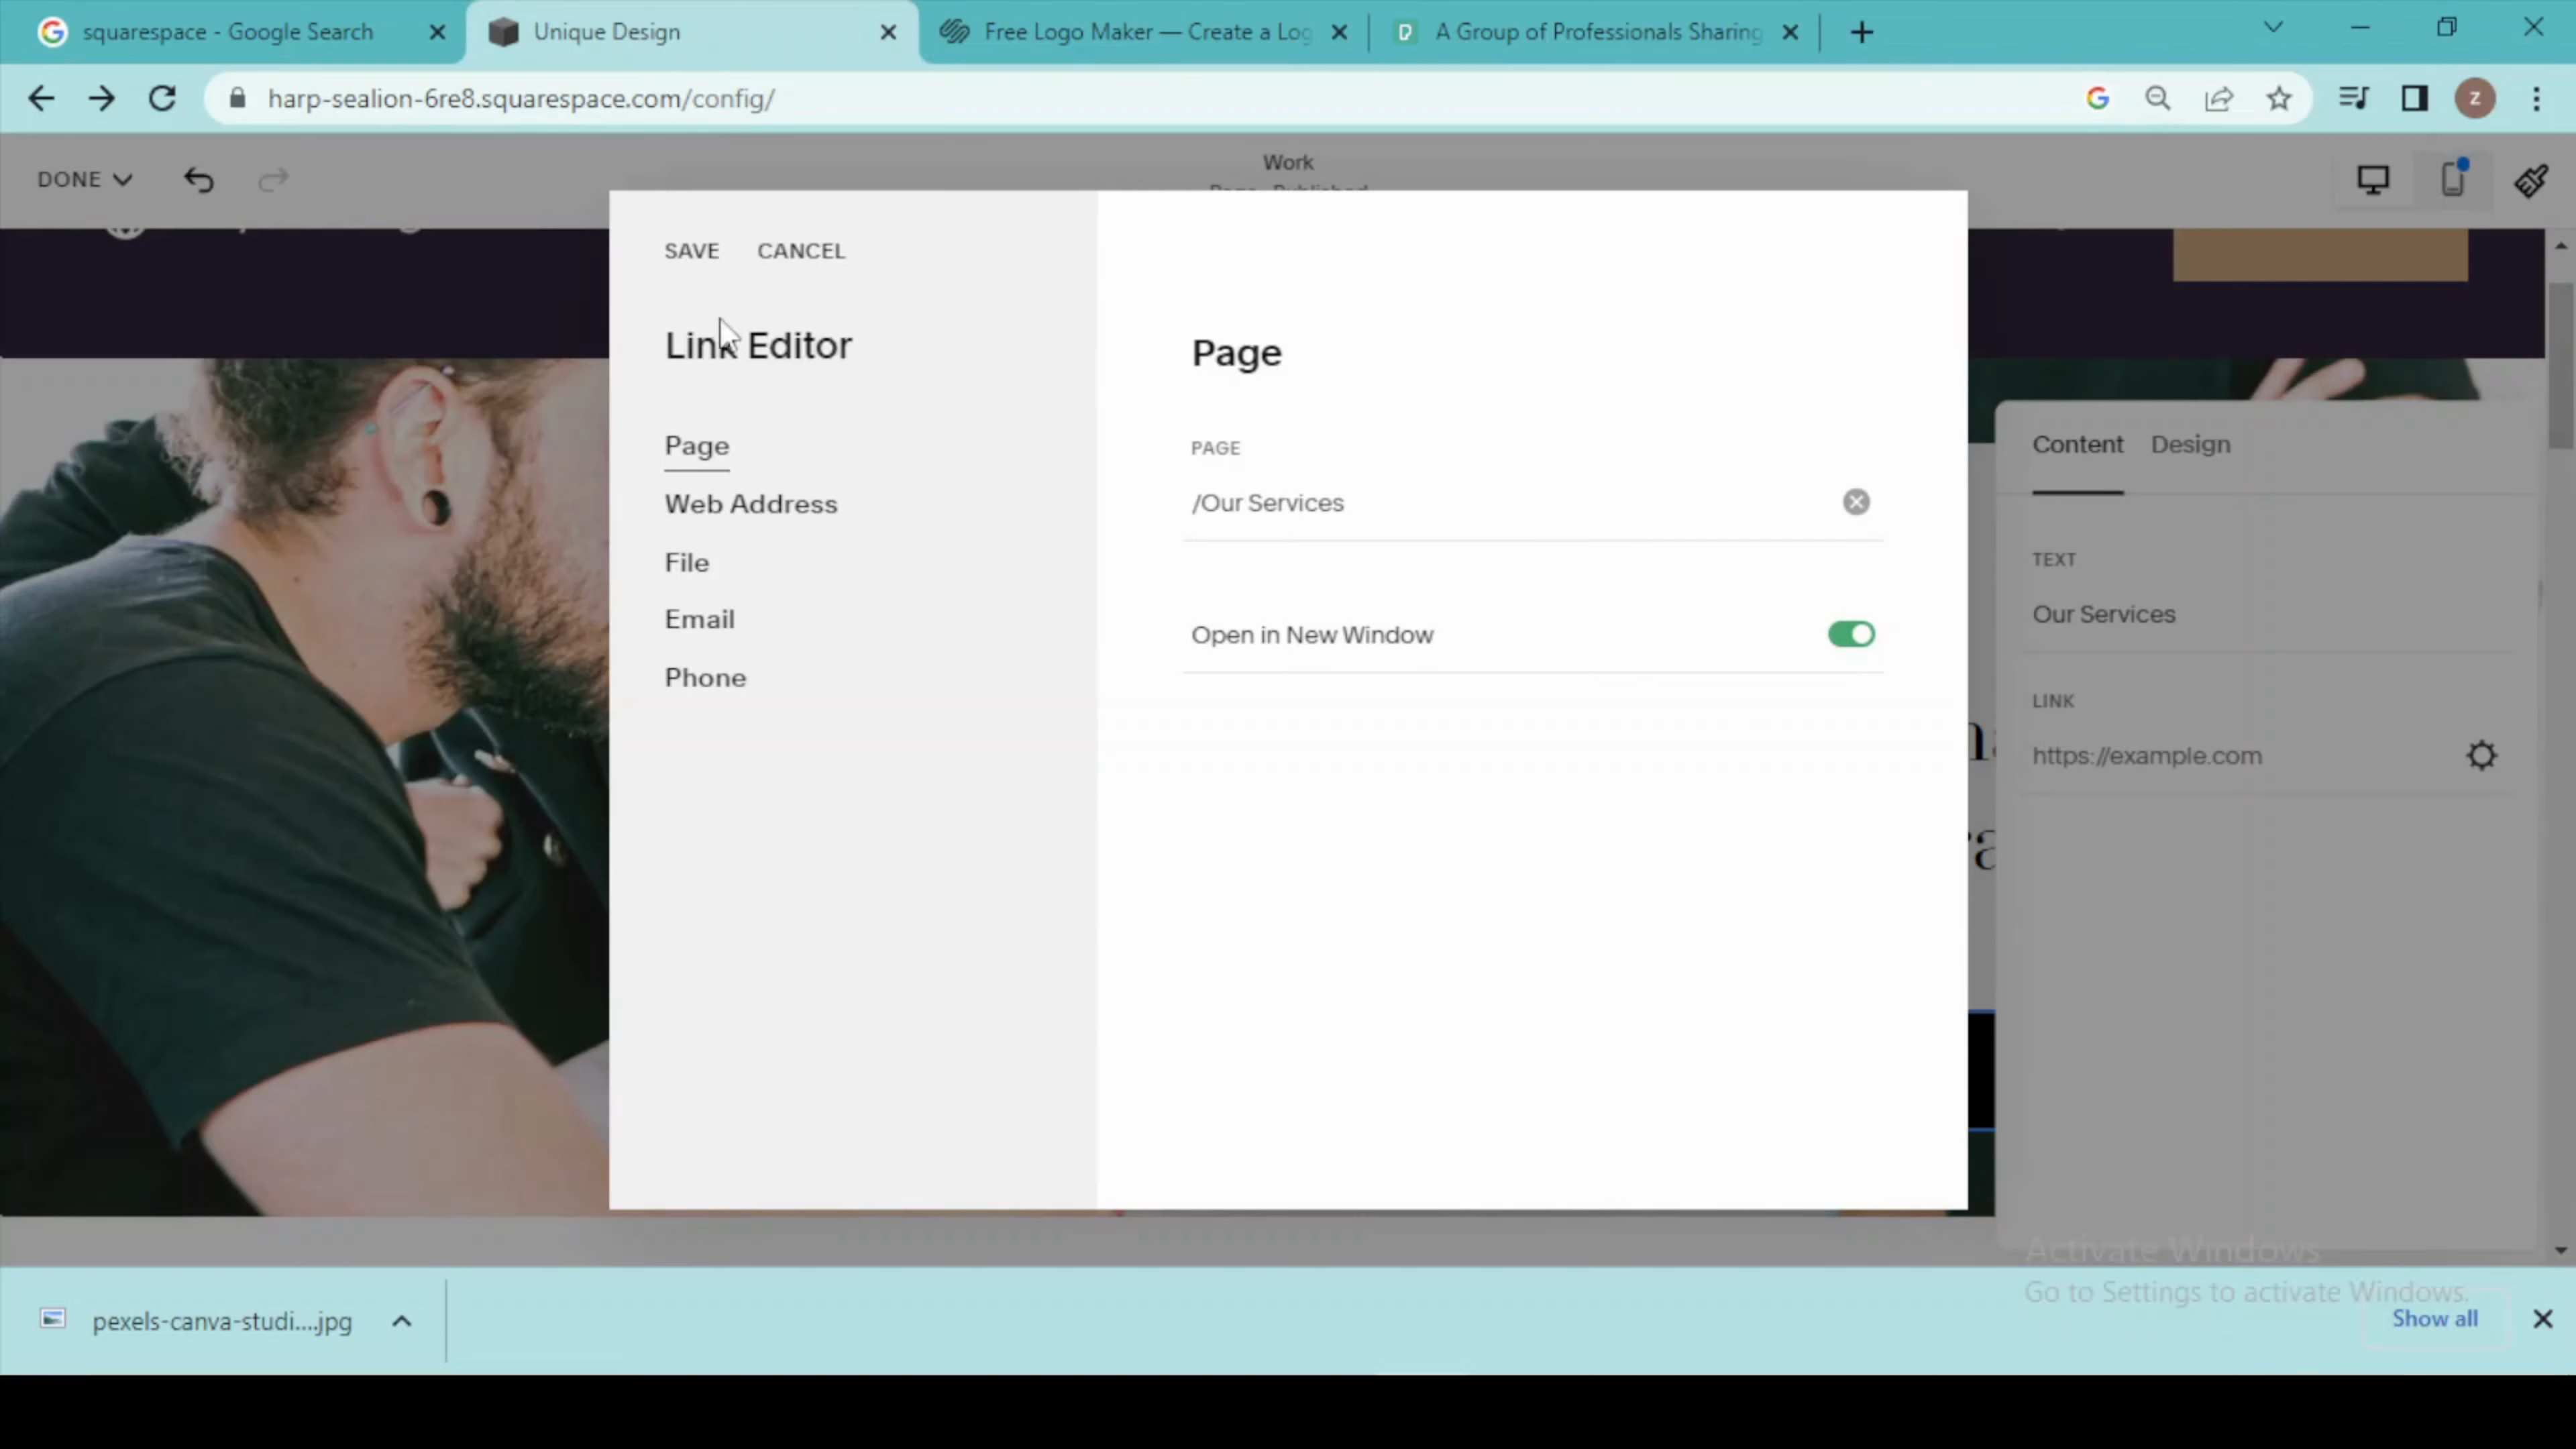 squarespace - Google Search
Unique Design
Free Logo Maker — Create a Log
A Group of Professionals Sharing
harp-sealion-6re8.squarespace.com/config/
Z
DONE
Work
Page · Published
SAVE CANCEL
Link Editor
Page
Web Address
File
Email
Phone
Page
PAGE
/Our Services
Open in New Window
Content Design
TEXT
Our Services
LINK
https://example.com
Activate Windows
Go to Settings to activate Windows.
pexels-canva-studi....jpg
Show all